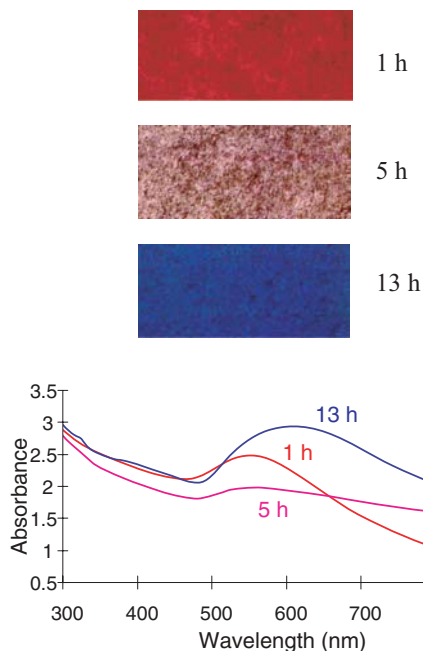 1 h
5 h
13 h
3.5
3
2.5
2
1.5
1
0.5
Absorbance
13 h
1 h
5 h
300 400 500 600 700
Wavelength (nm)